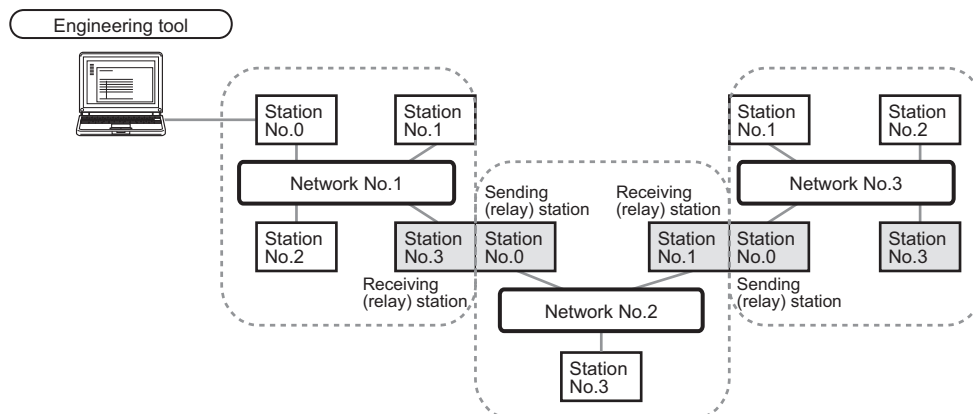 Engineering tool
Station
No.0
Station
No.1
Network No.1
Station
No.2
Station
No.3
Receiving
(relay) station
Sending
(relay) station
Station
No.0
Receiving
(relay) station
Station
No.1
Network No.2
Station
No.3
Station
No.1
Station
No.2
Network No.3
Station
No.0
Sending
(relay) station
Station
No.3